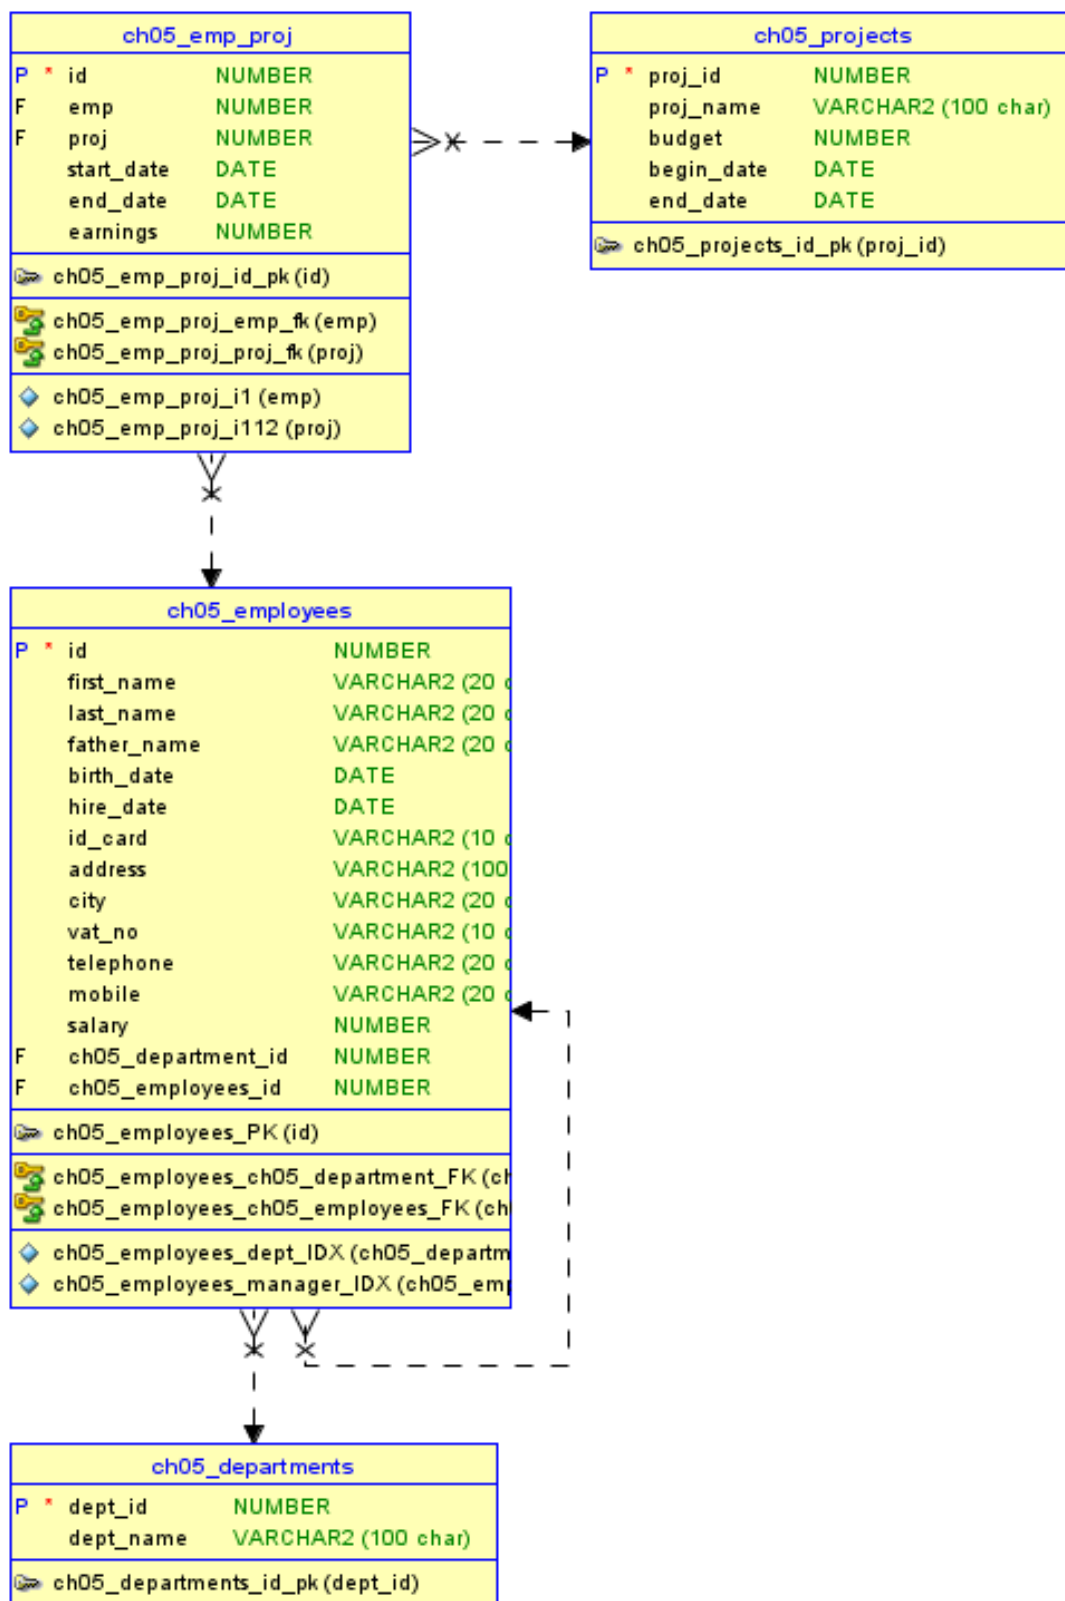 ch05_emp_proj
P * id NUMBER
F emp NUMBER
F proj NUMBER
start_date DATE
end_date DATE
earnings NUMBER
ch05_emp_proj_id_pk (id)
ch05_emp_proj_emp_fk (emp)
ch05_emp_proj_proj_fk (proj)
ch05_emp_proj_i1 (emp)
ch05_emp_proj_i112 (proj)
ch05_projects
P * proj_id NUMBER
proj_name VARCHAR2 (100 char)
budget NUMBER
begin_date DATE
end_date DATE
ch05_projects_id_pk (proj_id)
ch05_employees
P * id NUMBER
first_name VARCHAR2 (20 c
last_name VARCHAR2 (20 c
father_name VARCHAR2 (20 c
birth_date DATE
hire_date DATE
id_card VARCHAR2 (10 c
address VARCHAR2 (100
city VARCHAR2 (20 c
vat_no VARCHAR2 (10 c
telephone VARCHAR2 (20 c
mobile VARCHAR2 (20 c
salary NUMBER
F ch05_department_id NUMBER
F ch05_employees_id NUMBER
ch05_employees_PK (id)
ch05_employees_ch05_department_FK (ch
ch05_employees_ch05_employees_FK (ch
ch05_employees_dept_IDX (ch05_departm
ch05_employees_manager_IDX (ch05_emp
ch05_departments
P * dept_id NUMBER
dept_name VARCHAR2 (100 char)
ch05_departments_id_pk (dept_id)